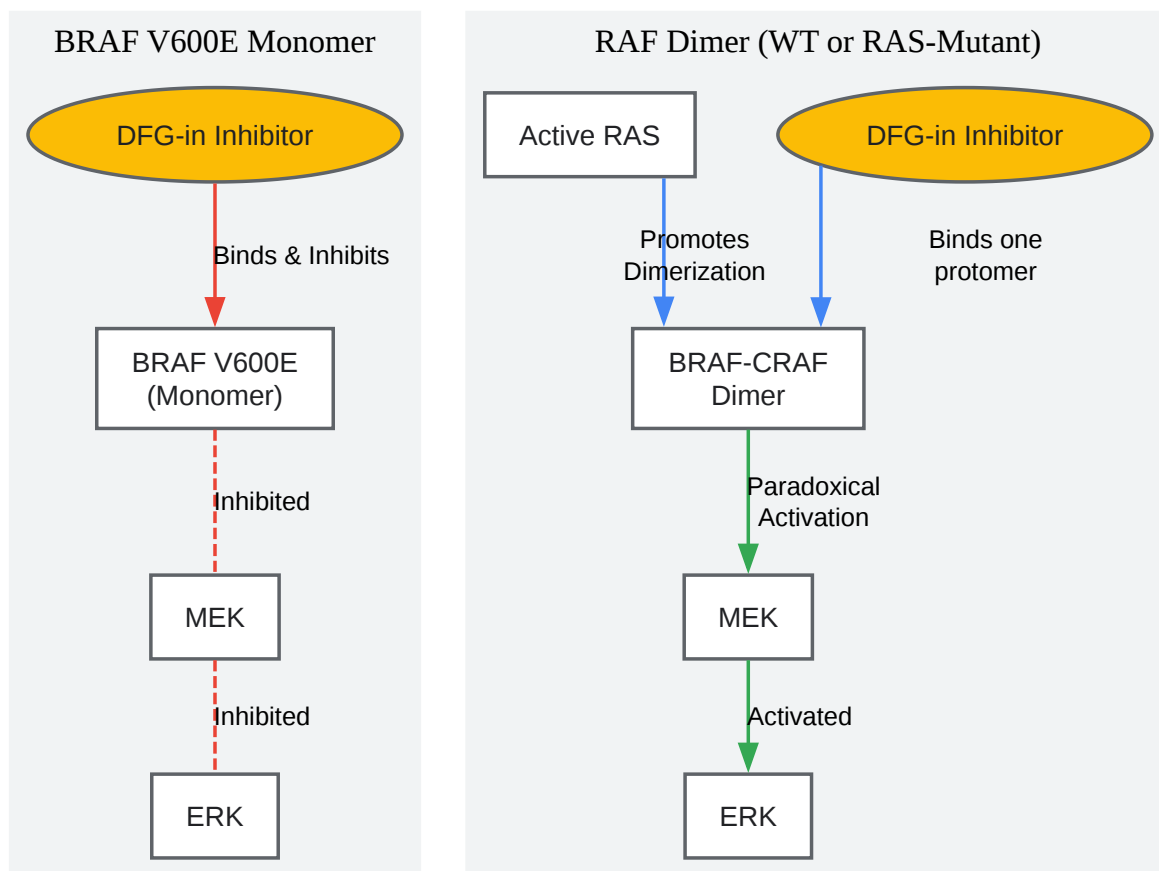 BRAF V600E Monomer
DFG-in Inhibitor
Binds & Inhibits
BRAF V600E
(Monomer)
Inhibited
MEK
Inhibited
ERK
RAF Dimer (WT or RAS-Mutant)
Active RAS
DFG-in Inhibitor
Promotes
Dimerization
Binds one
protomer
BRAF-CRAF
Dimer
Paradoxical
Activation
MEK
Activated
ERK